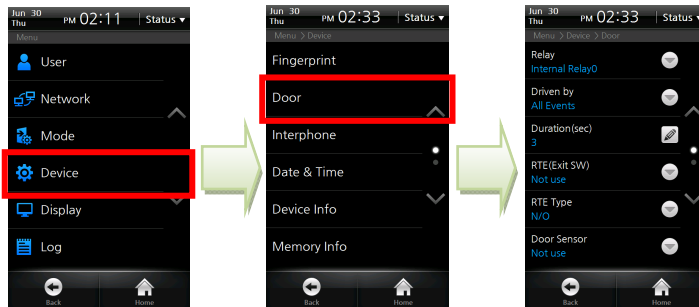 Jun 30
Thu
PM 02:11
Status ▾
Menu
User
Network
Mode
Device
Display
Log
Back
Home
Jun 30
Thu
PM 02:33
Status ▾
Menu > Device
Fingerprint
Door
Interphone
Date & Time
Device Info
Memory Info
Back
Home
Jun 30
Thu
PM 02:33
Status ▾
Menu > Device > Door
Relay
Internal Relay0
Driven by
All Events
Duration(sec)
3
RTE(Exit SW)
Not use
RTE Type
N/O
Door Sensor
Not use
Back
Home